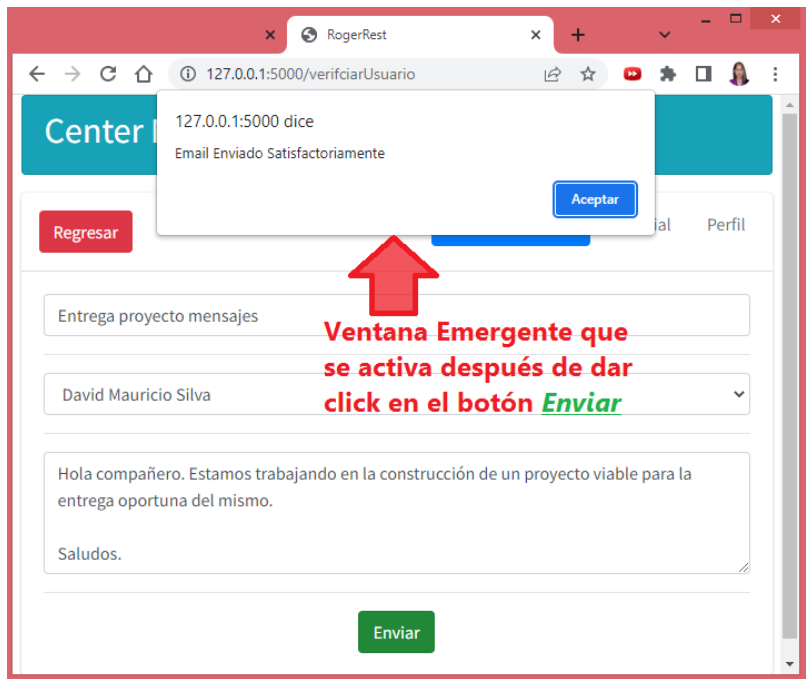 RogerRest
127.0.0.1:5000/verifciarUsuario
Center
127.0.0.1:5000 dice
Email Enviado Satisfactoriamente
Aceptar
Regresar
Perfil
Entrega proyecto mensajes
Ventana Emergente que
se activa después de dar
click en el botón Enviar
David Mauricio Silva
Hola compañero. Estamos trabajando en la construcción de un proyecto viable para la
entrega oportuna del mismo.
Saludos.
Enviar